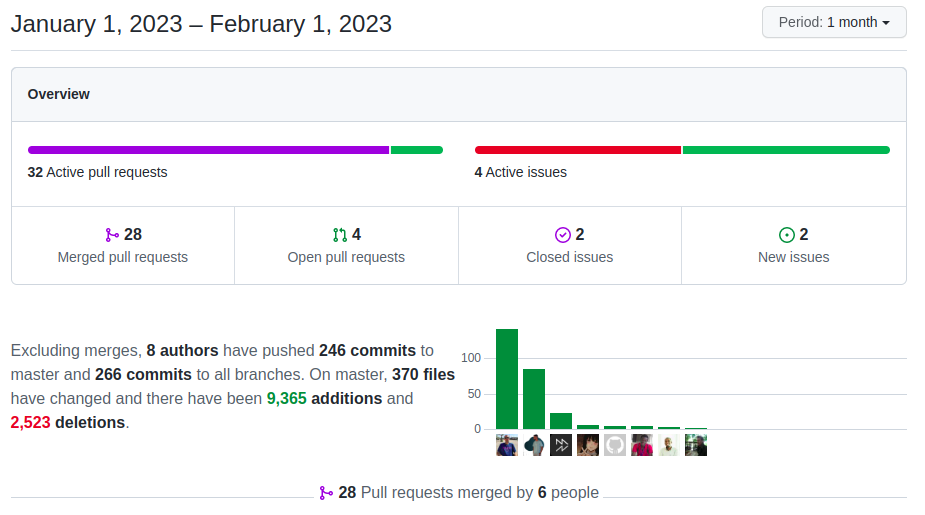 January 1, 2023 – February 1, 2023
Period: 1 month
Overview
32 Active pull requests
4 Active issues
28
Merged pull requests
4
Open pull requests
2
Closed issues
2
New issues
Excluding merges, 8 authors have pushed 246 commits to
master and 266 commits to all branches. On master, 370 files
have changed and there have been 9,365 additions and
2,523 deletions.
100
50
0
28 Pull requests merged by 6 people